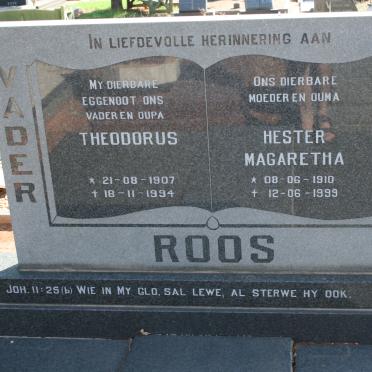 IN LIEFDEVOLLE HERINNERING AAN
VADER
MY DIERBARE
EGGENOOT ONS
VADER EN OUPA
THEODORUS
* 21-08-1907
† 18-11-1994
ONS DIERBARE
MOEDER EN OUMA
HESTER
MAGARETHA
* 08-06-1910
† 12-06-1999
ROOS
JOH. 11:25(b) WIE IN MY GLO, SAL LEWE, AL STERWE HY OOK.